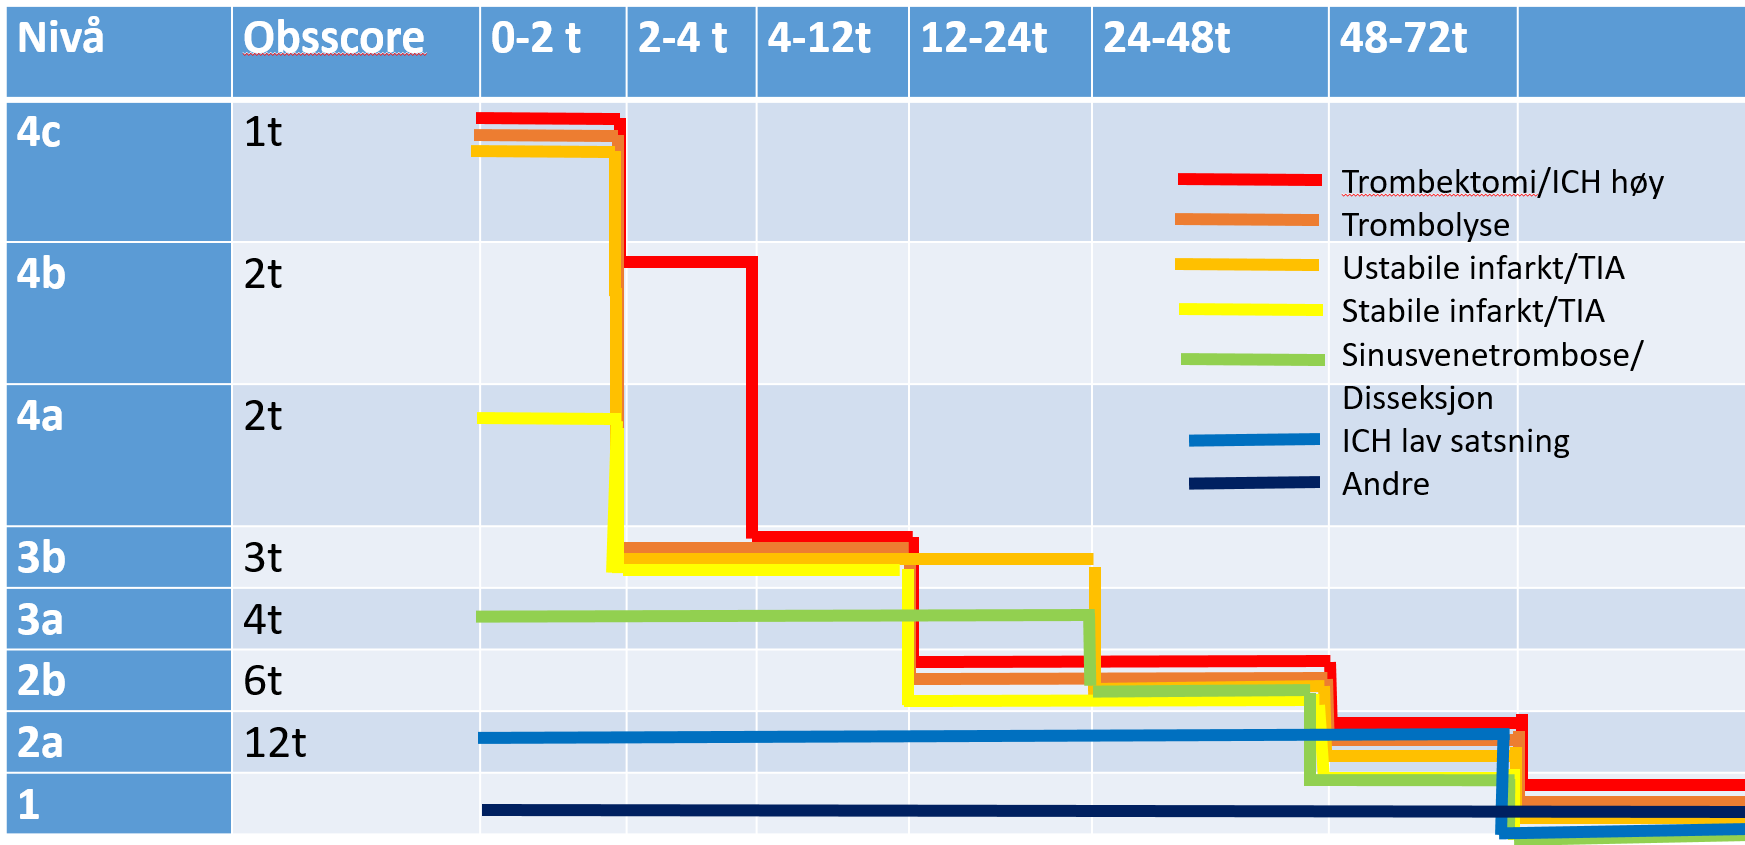 Nivå Obsscore 0-2 t 2-4 t 4-12t 12-24t 24-48t 48-72t
4c 1t
4b 2t
4a 2t
3b 3t
3a 4t
2b 6t
2a 12t
1
Trombektomi/ICH høy
Trombolyse
Ustabile infarkt/TIA
Stabile infarkt/TIA
Sinusvenetrombose/
Disseksjon
ICH lav satsning
Andre